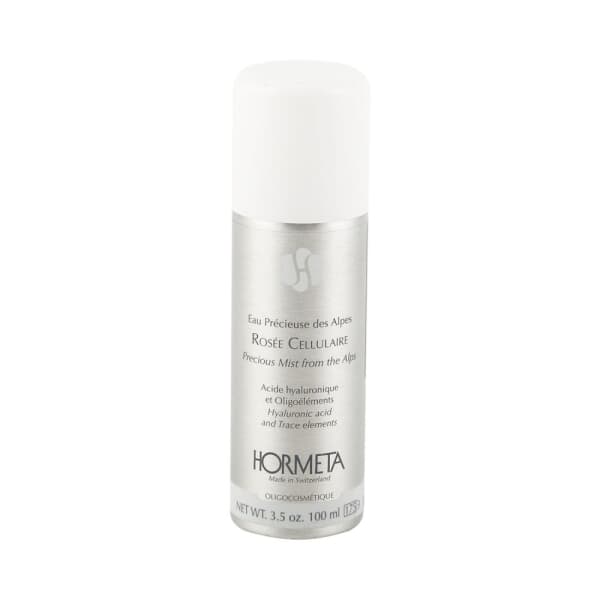 Eau Précieuse des Alpes
ROSÉE CELLULAIRE
Precious Mist from the Alps
Acide hyaluronique
et Oligoéléments
Hyaluronic acid
and Trace elements
HORMETA
Made in Switzerland
OLIGOCOSMÉTIQUE
NET WT. 3.5 oz. 100 ml 175